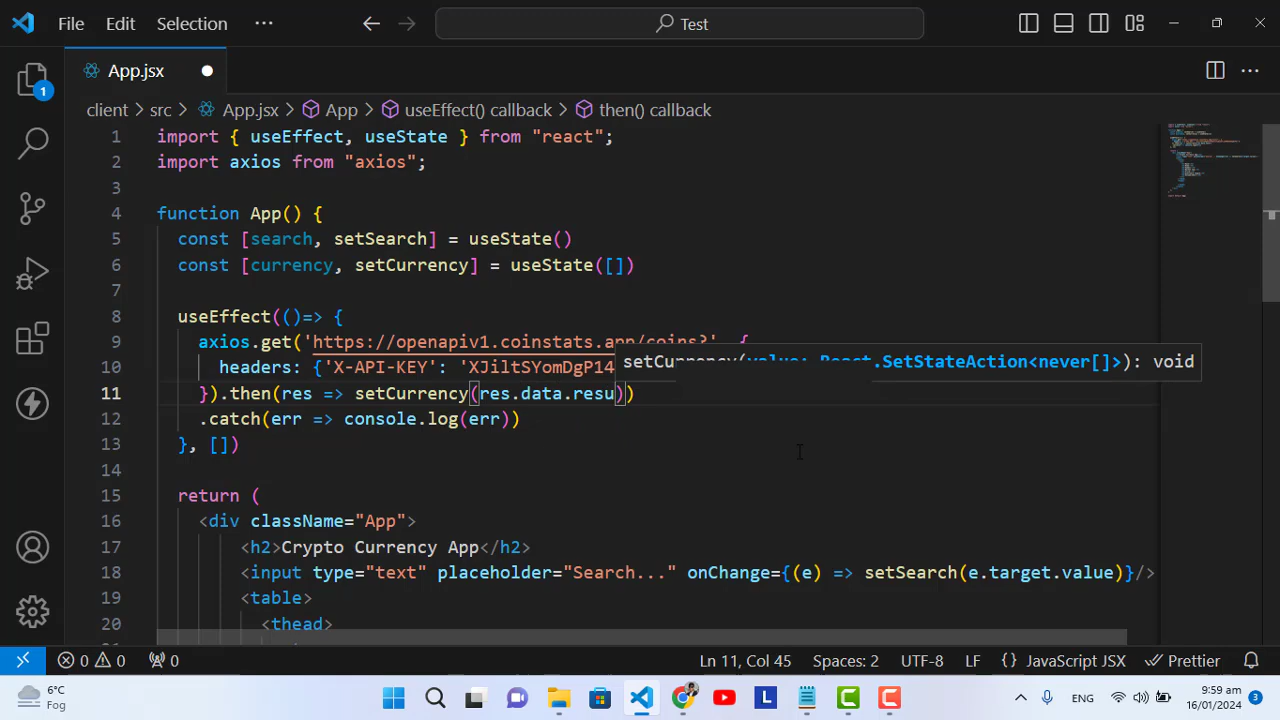 File Edit Selection ··· Test
App.jsx
1
client > src > App.jsx > App > useEffect() callback > then() callback
1 import { useEffect, useState } from "react";
2 import axios from "axios";
3
4 function App() {
5 const [search, setSearch] = useState()
6 const [currency, setCurrency] = useState([])
7
8 useEffect(()=> {
9 axios.get('https://openapiv1.coinstats.app/coins?', {
10 headers: {'X-API-KEY': 'XJiltSYomDgP14
setCurrency(value: React.SetStateAction<never[]>): void
11 }).then(res => setCurrency(res.data.resu))
12 .catch(err => console.log(err))
13 }, [])
14
15 return (
16 <div className="App">
17 <h2>Crypto Currency App</h2>
18 <input type="text" placeholder="Search..." onChange={(e) => setSearch(e.target.value)}/>
19 <table>
20 <thead>
0 0 0 Ln 11, Col 45 Spaces: 2 UTF-8 LF {} JavaScript JSX Prettier
6°C
Fog
L
ENG
9:59 am
16/01/2024
3